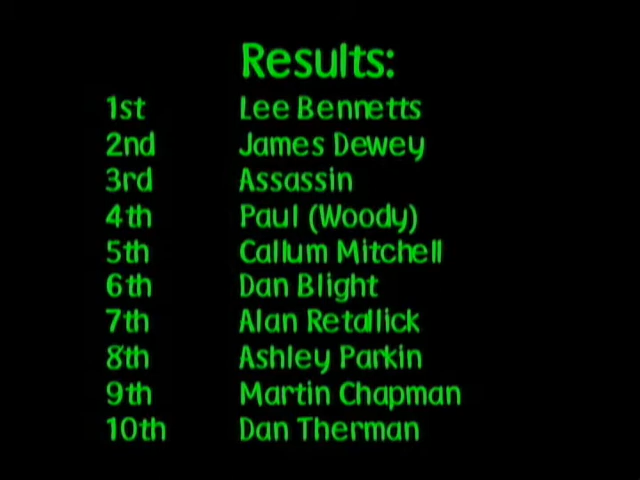 Results:
1st Lee Bennetts
2nd James Dewey
3rd Assassin
4th Paul (Woody)
5th Callum Mitchell
6th Dan Blight
7th Alan Retallick
8th Ashley Parkin
9th Martin Chapman
10th Dan Therman